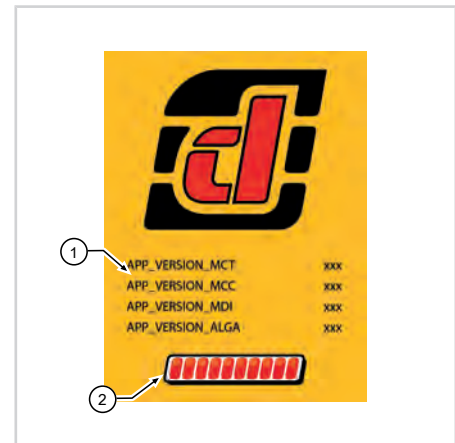 1
APP_VERSION_MCT xxx
APP_VERSION_MCC xxx
APP_VERSION_MDI xxx
APP_VERSION_ALGA xxx
2